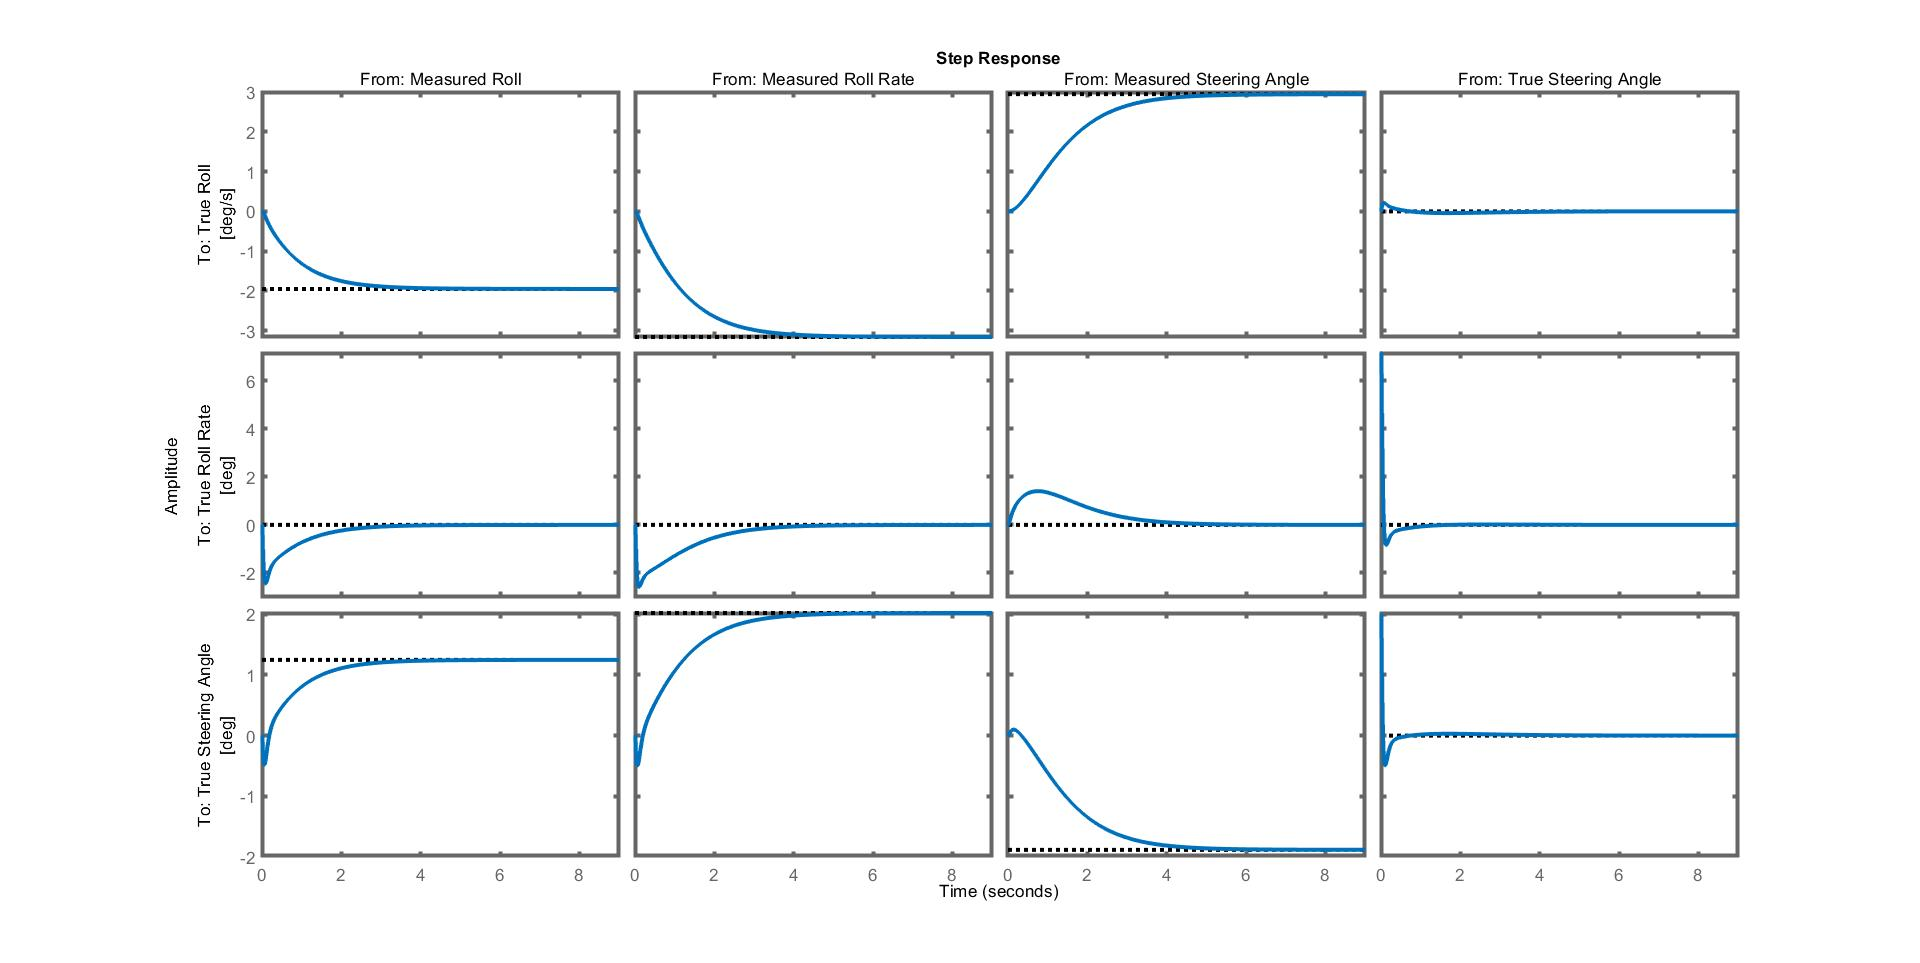 Step Response
From: Measured Roll
From: Measured Roll Rate
From: Measured Steering Angle
From: True Steering Angle
Amplitude
To: True Roll
[deg/s]
3
2
1
0
-1
-2
-3
To: True Roll Rate
[deg]
6
4
2
0
-2
To: True Steering Angle
[deg]
2
1
0
-1
-2
0 2 4 6 8
0 2 4 6 8
0 2 4 6 8
0 2 4 6 8
Time (seconds)